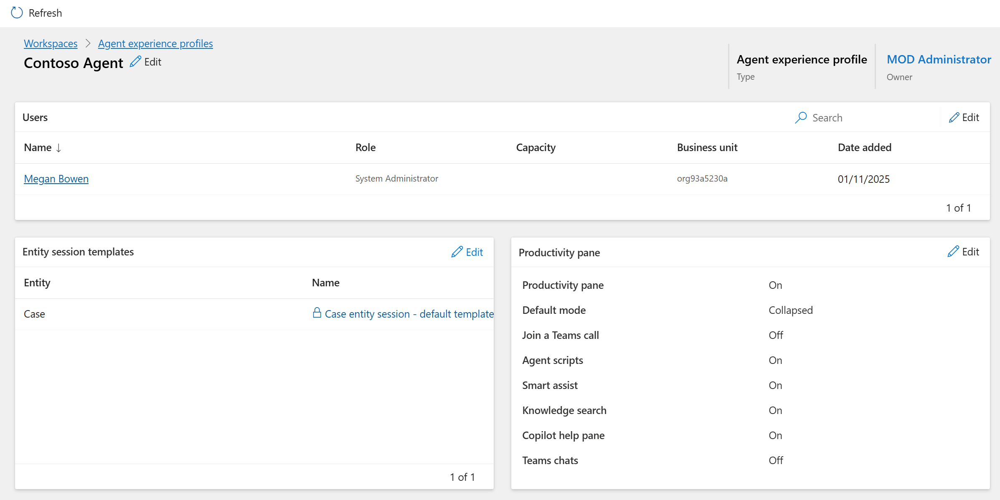 Refresh
Workspaces > Agent experience profiles
Contoso Agent Edit
Agent experience profile
Type
MOD Administrator
Owner
Users
Search
Edit
Name ↓ Role Capacity Business unit Date added
Megan Bowen System Administrator org93a5230a 01/11/2025
1 of 1
Entity session templates
Edit
Entity Name
Case Case entity session - default template
1 of 1
Productivity pane
Edit
Productivity pane On
Default mode Collapsed
Join a Teams call Off
Agent scripts On
Smart assist On
Knowledge search On
Copilot help pane On
Teams chats Off